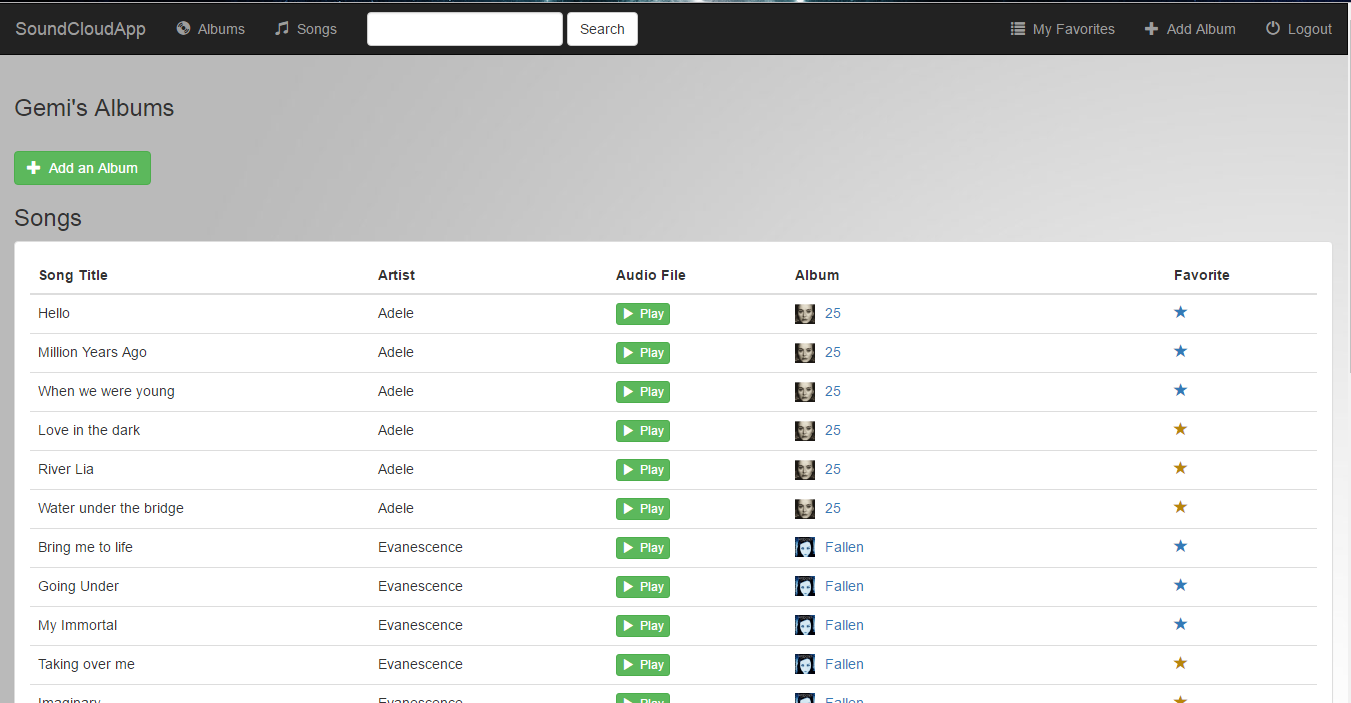 SoundCloudApp Albums Songs Search My Favorites Add Album Logout
Gemi's Albums
Add an Album
Songs
Song Title Artist Audio File Album Favorite
Hello Adele Play 25
Million Years Ago Adele Play 25
When we were young Adele Play 25
Love in the dark Adele Play 25
River Lia Adele Play 25
Water under the bridge Adele Play 25
Bring me to life Evanescence Play Fallen
Going Under Evanescence Play Fallen
My Immortal Evanescence Play Fallen
Taking over me Evanescence Play Fallen
Imaginary Evanescence Play Fallen